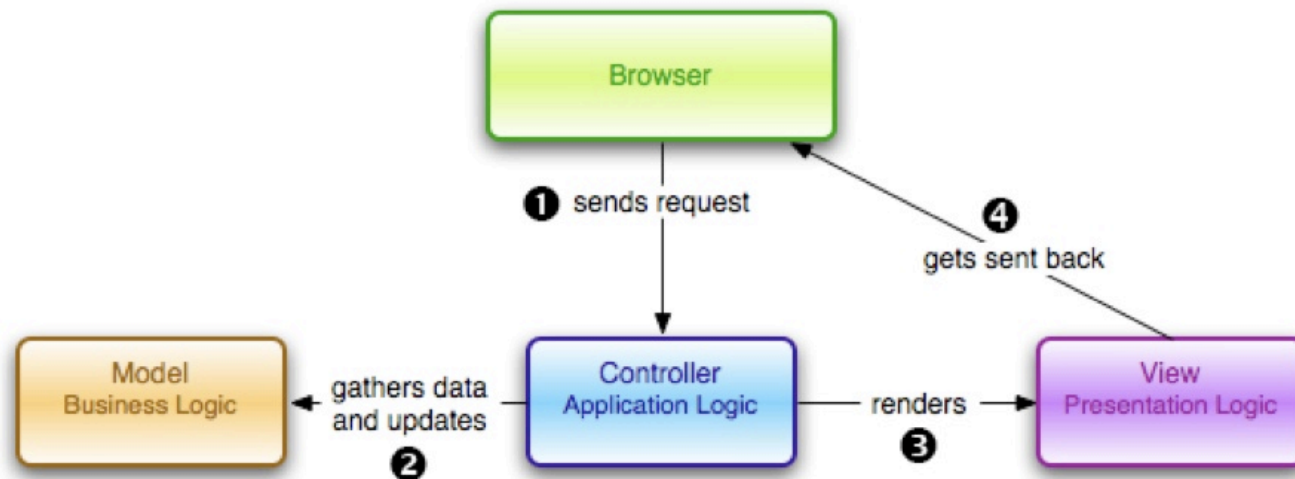 Browser
❶ sends request
❹
gets sent back
Model
Business Logic
gathers data
and updates
❷
Controller
Application Logic
renders
❸
View
Presentation Logic